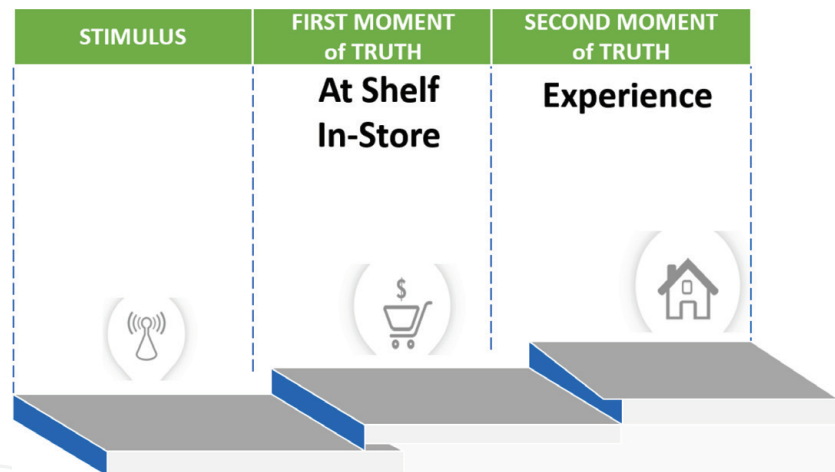 STIMULUS
FIRST MOMENT
of TRUTH
SECOND MOMENT
of TRUTH
At Shelf
In-Store
Experience
$